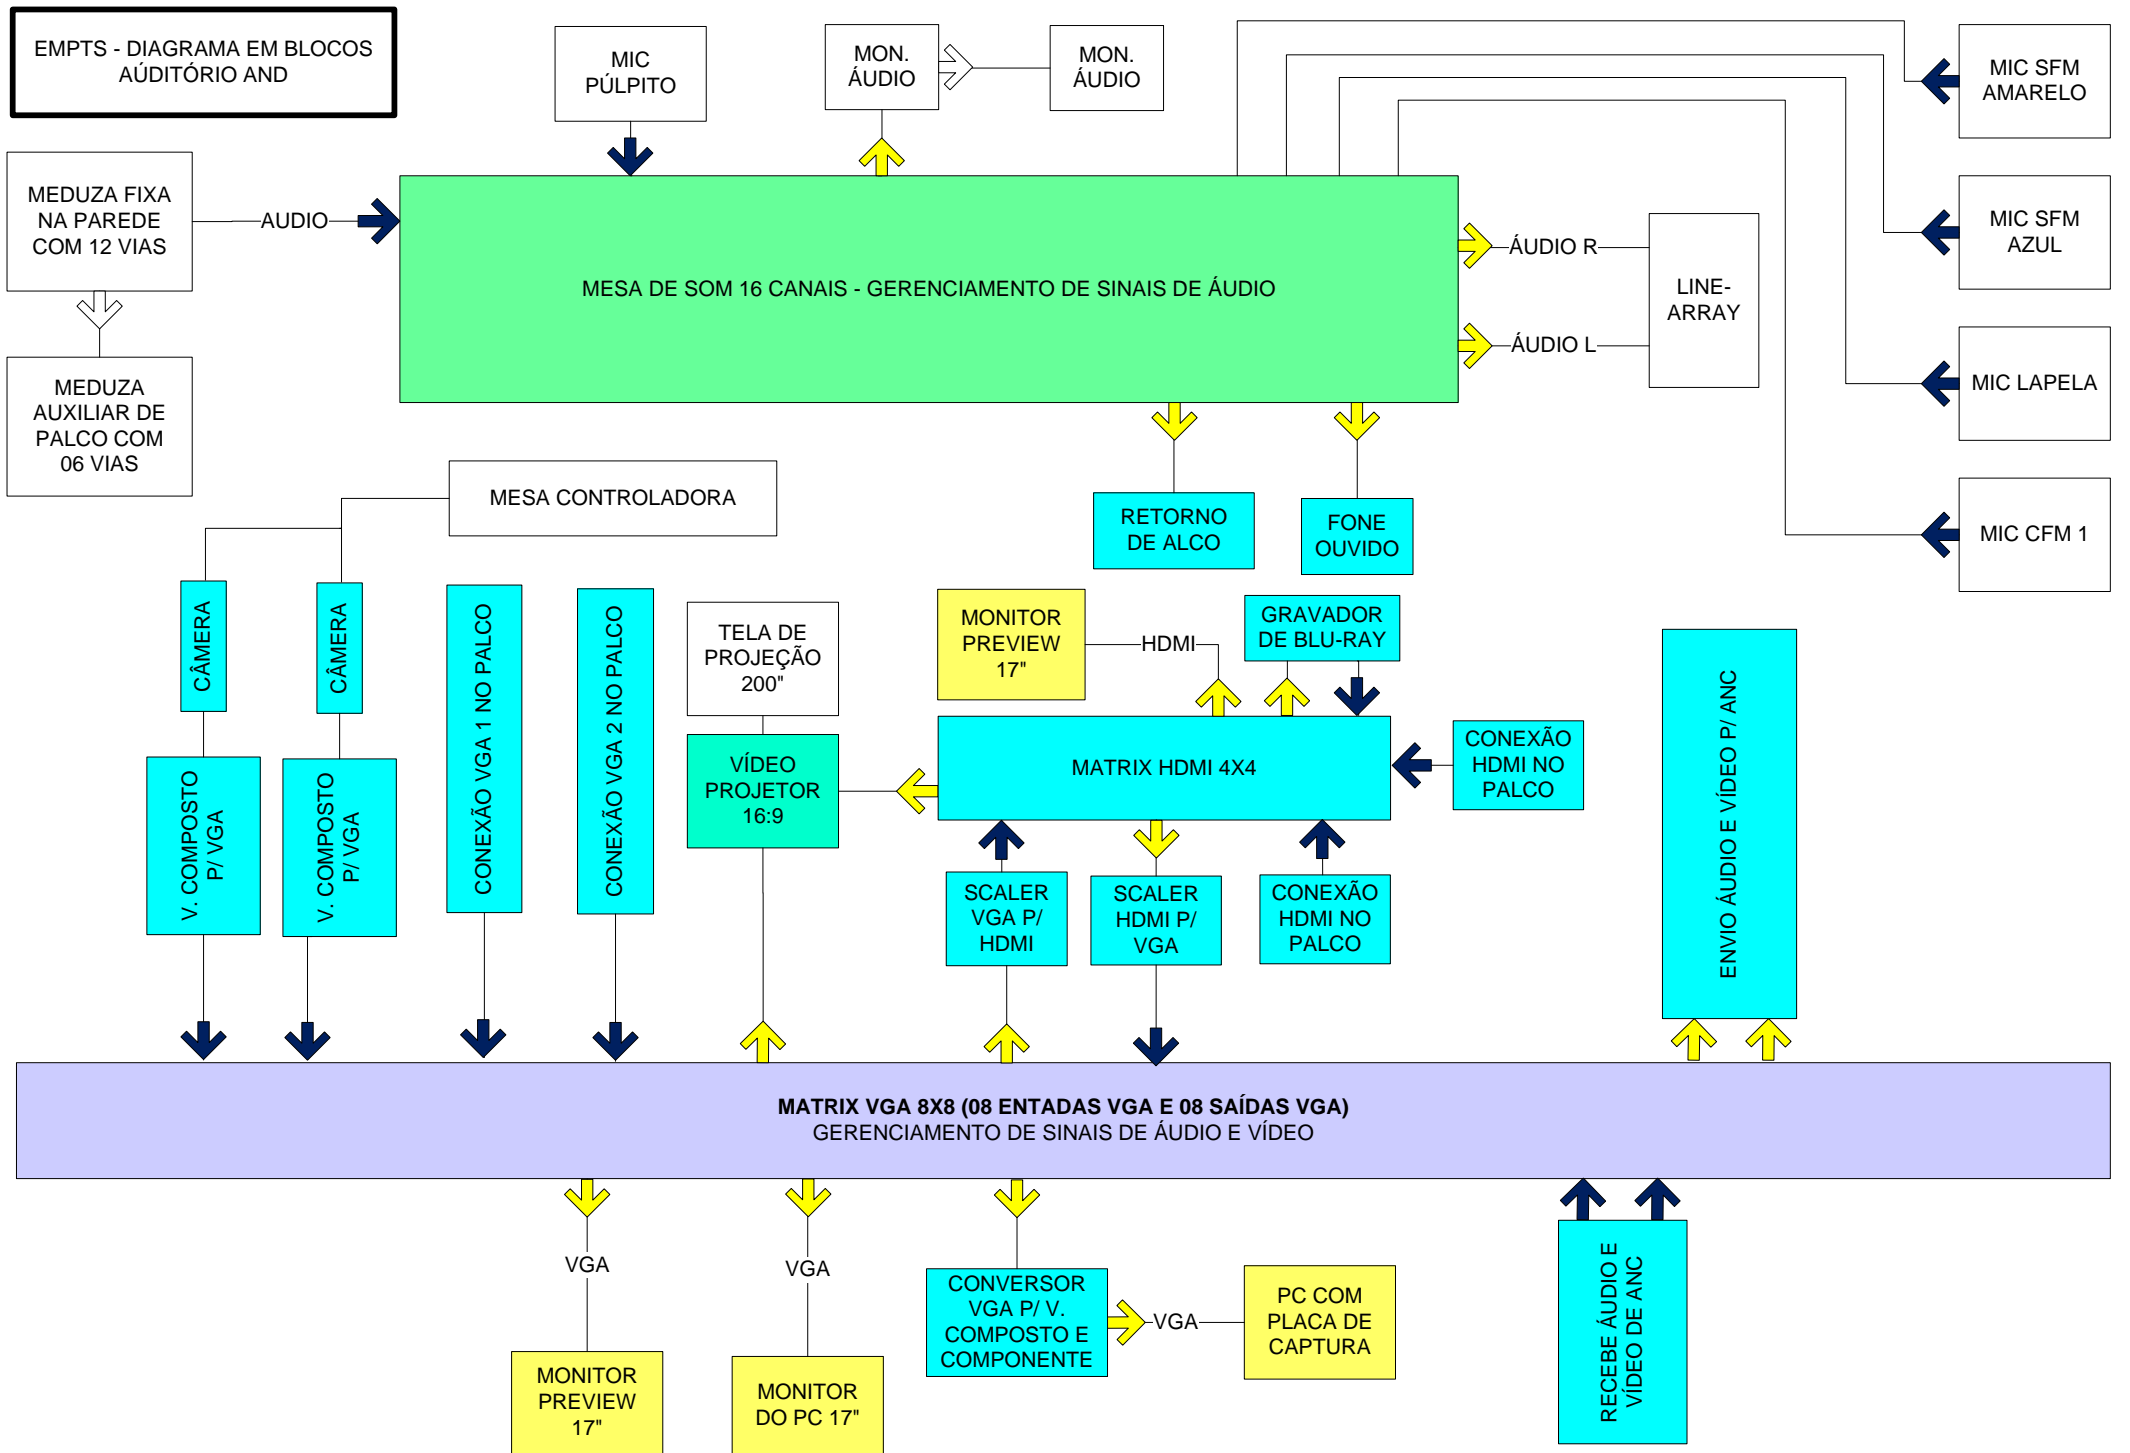 EMPTS - DIAGRAMA EM BLOCOS
AÚDITÓRIO AND
MIC
PÚLPITO
MON.
ÁUDIO
MON.
ÁUDIO
MIC SFM
AMARELO
MEDUZA FIXA
NA PAREDE
COM 12 VIAS
AUDIO
MESA DE SOM 16 CANAIS - GERENCIAMENTO DE SINAIS DE ÁUDIO
ÁUDIO R
ÁUDIO L
LINE-
ARRAY
MIC SFM
AZUL
MIC LAPELA
MIC CFM 1
MEDUZA
AUXILIAR DE
PALCO COM
06 VIAS
MESA CONTROLADORA
RETORNO
DE ALCO
FONE
OUVIDO
CÂMERA
CÂMERA
CONEXÃO VGA 1 NO PALCO
CONEXÃO VGA 2 NO PALCO
TELA DE
PROJEÇÃO
200"
MONITOR
PREVIEW
17"
HDMI
GRAVADOR
DE BLU-RAY
V. COMPOSTO
P/ VGA
V. COMPOSTO
P/ VGA
VÍDEO
PROJETOR
16:9
MATRIX HDMI 4X4
CONEXÃO
HDMI NO
PALCO
ENVIO ÁUDIO E VÍDEO P/ ANC
SCALER
VGA P/
HDMI
SCALER
HDMI P/
VGA
CONEXÃO
HDMI NO
PALCO
MATRIX VGA 8X8 (08 ENTADAS VGA E 08 SAÍDAS VGA)
GERENCIAMENTO DE SINAIS DE ÁUDIO E VÍDEO
VGA
VGA
CONVERSOR
VGA P/ V.
COMPOSTO E
COMPONENTE
VGA
PC COM
PLACA DE
CAPTURA
RECEBE ÁUDIO E
VÍDEO DE ANC
MONITOR
PREVIEW
17"
MONITOR
DO PC 17"